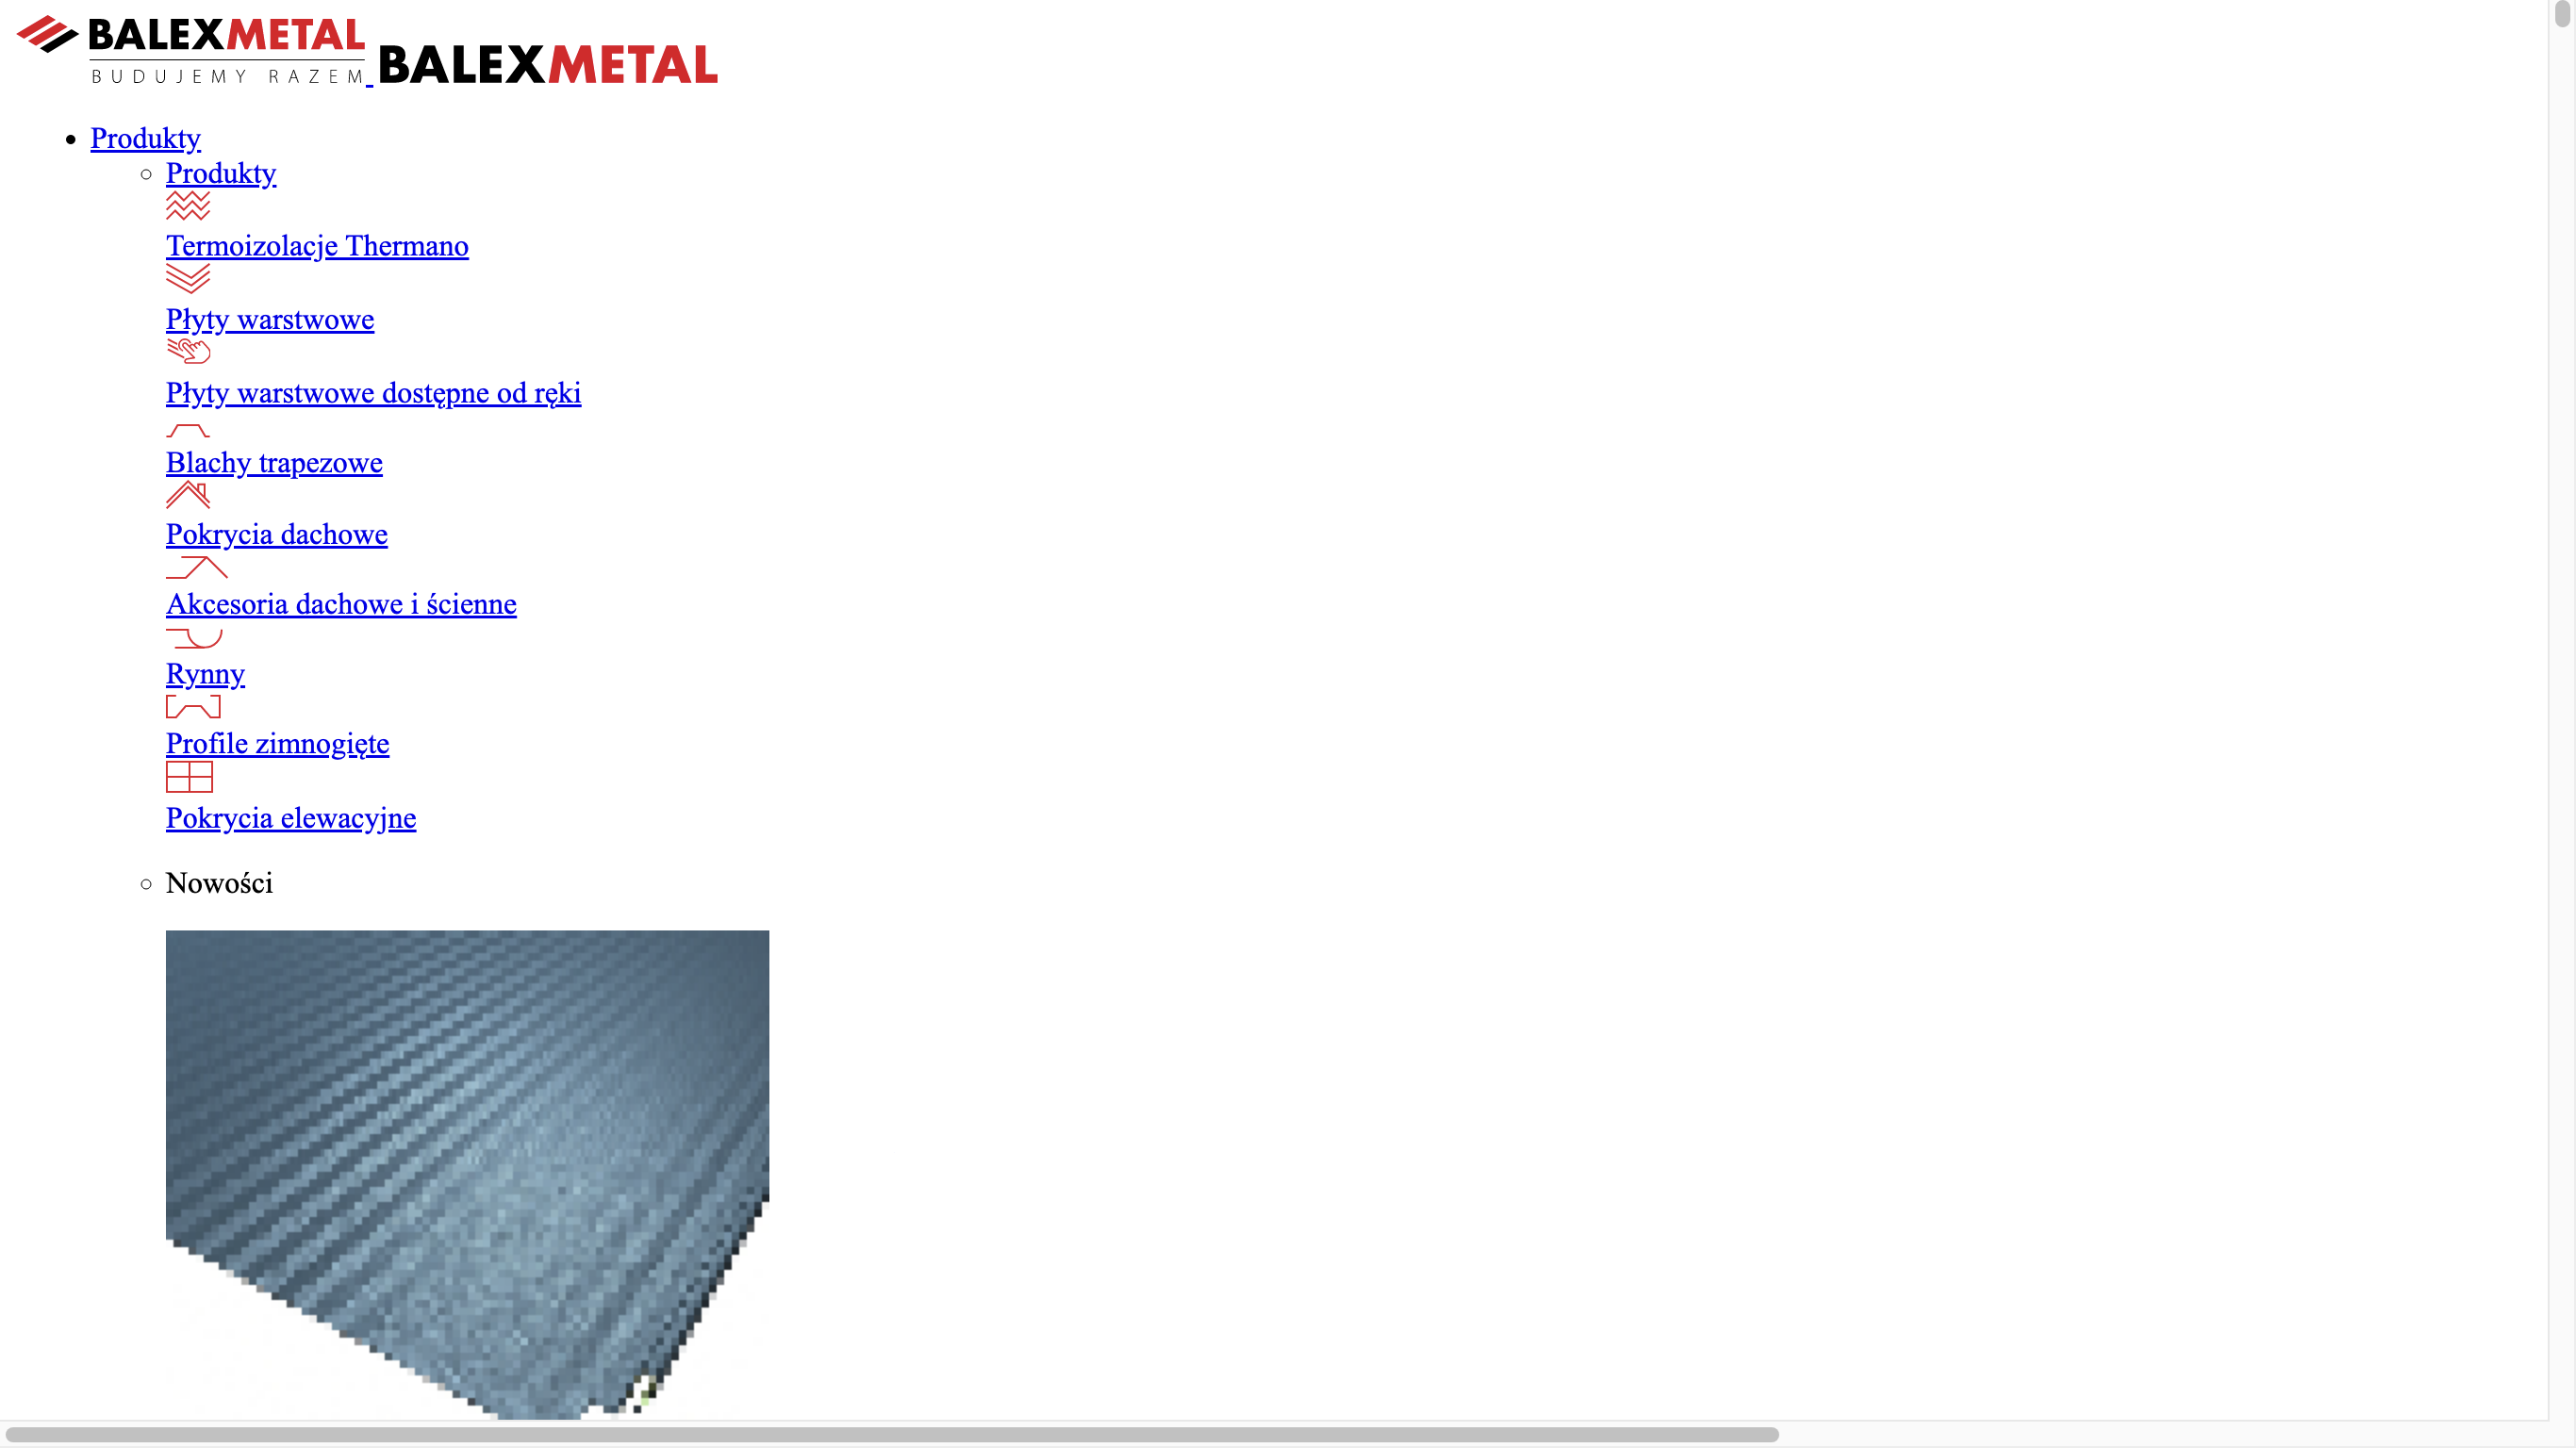 BALEXMETAL BALEXMETAL
BUDUJEMY RAZEM
Produkty
Produkty
Termoizolacje Thermano
Płyty warstwowe
Płyty warstwowe dostępne od ręki
Blachy trapezowe
Pokrycia dachowe
Akcesoria dachowe i ścienne
Rynny
Profile zimnogięte
Pokrycia elewacyjne
Nowości